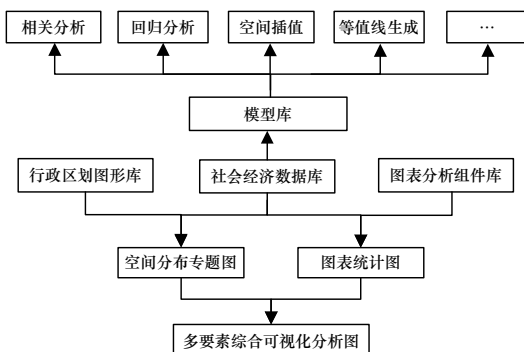 相关分析
回归分析
空间插值
等值线生成
…
模型库
行政区划图形库
社会经济数据库
图表分析组件库
空间分布专题图
图表统计图
多要素综合可视化分析图